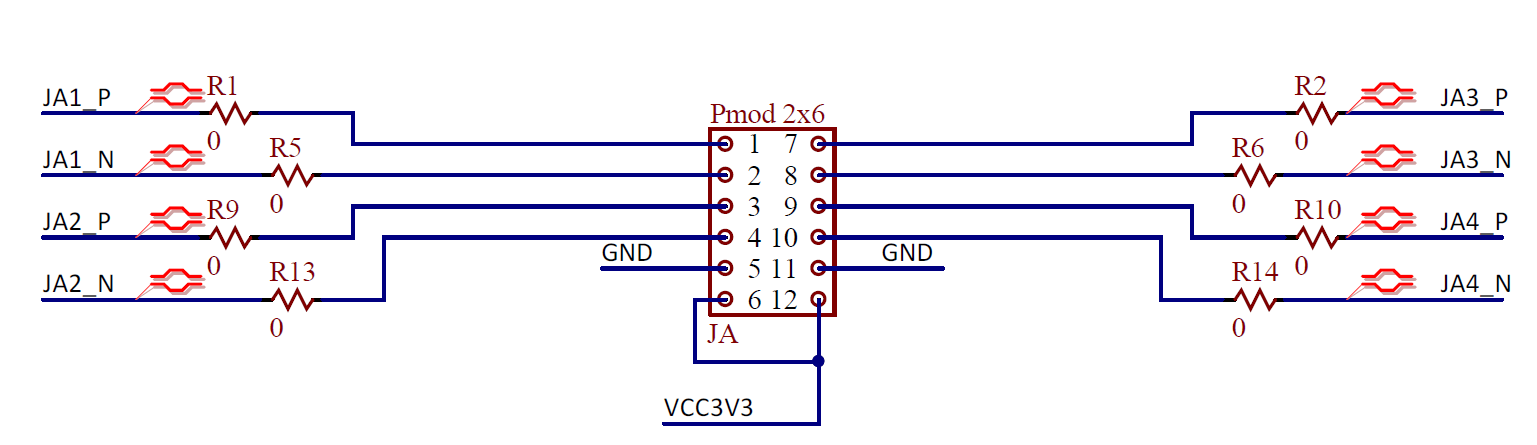 R1 R2
JA1_P JA3_P
Pmod 2x6
0 0
1 7
R5 R6
JA1_N JA3_N
2 8
0 0
R9 3 9 R10
JA2_P JA4_P
4 10
GND GND
0 0
5 11
R13 R14
JA2_N JA4_N
6 12
0 0
JA
VCC3V3